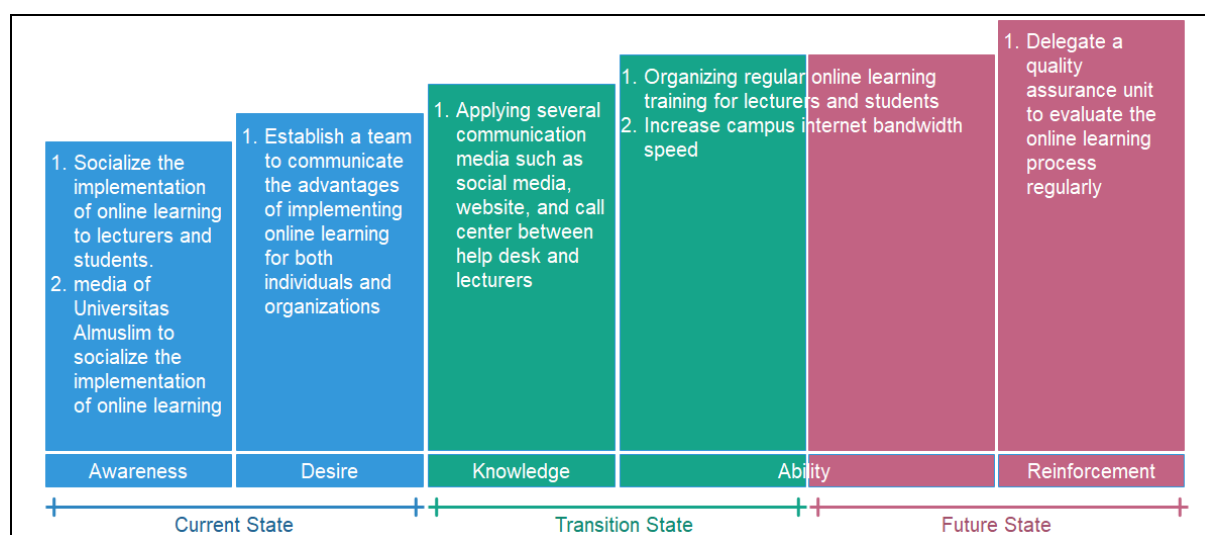 1. Socialize the
implementation
of online learning
to lecturers and
students.
2. media of
Universitas
Almuslim to
socialize the
implementation
of online learning
1. Establish a team
to communicate
the advantages
of implementing
online learning
for both
individuals and
organizations
1. Applying several
communication
media such as
social media,
website, and call
center between
help desk and
lecturers
1. Organizing regular online learning
training for lecturers and students
2. Increase campus internet bandwidth
speed
1. Delegate a
quality
assurance unit
to evaluate the
online learning
process
regularly
Awareness
Desire
Knowledge
Ability
Reinforcement
Current State
Transition State
Future State